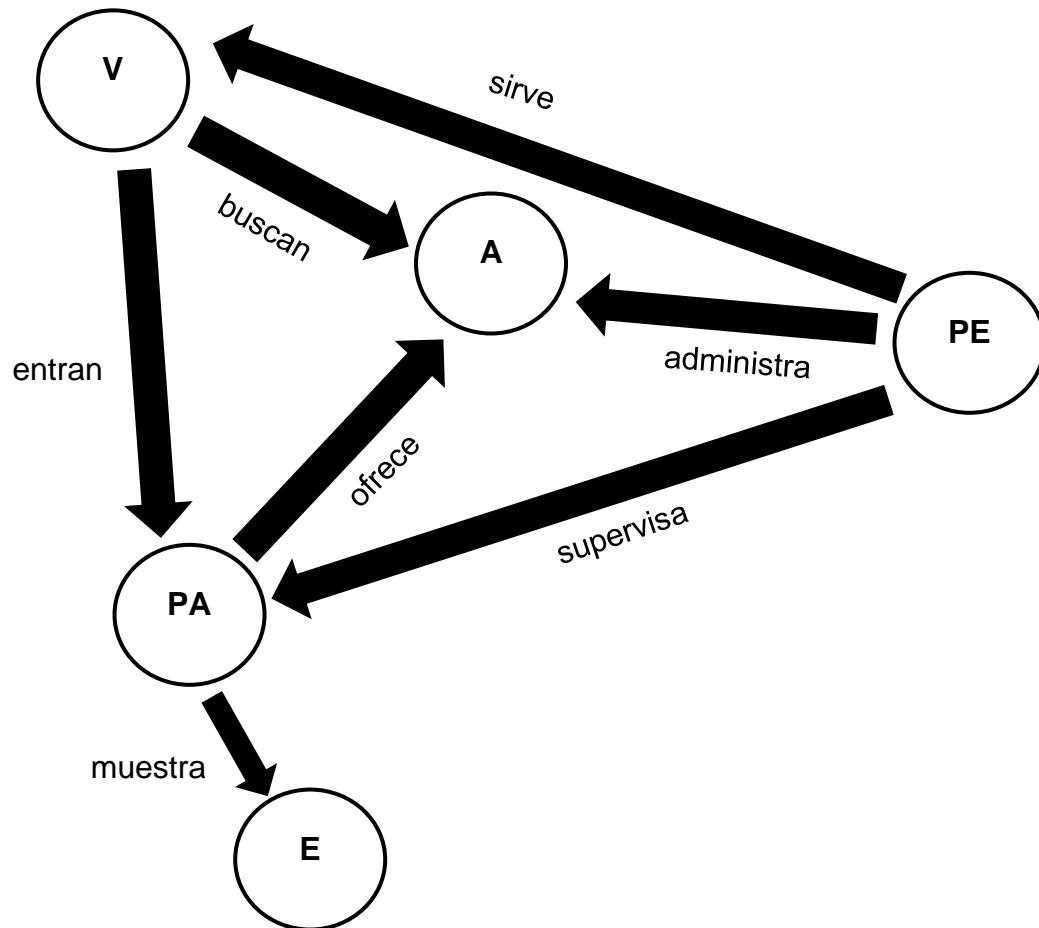 V
sirve
buscan
A
PE
administra
entran
ofrece
supervisa
PA
muestra
E